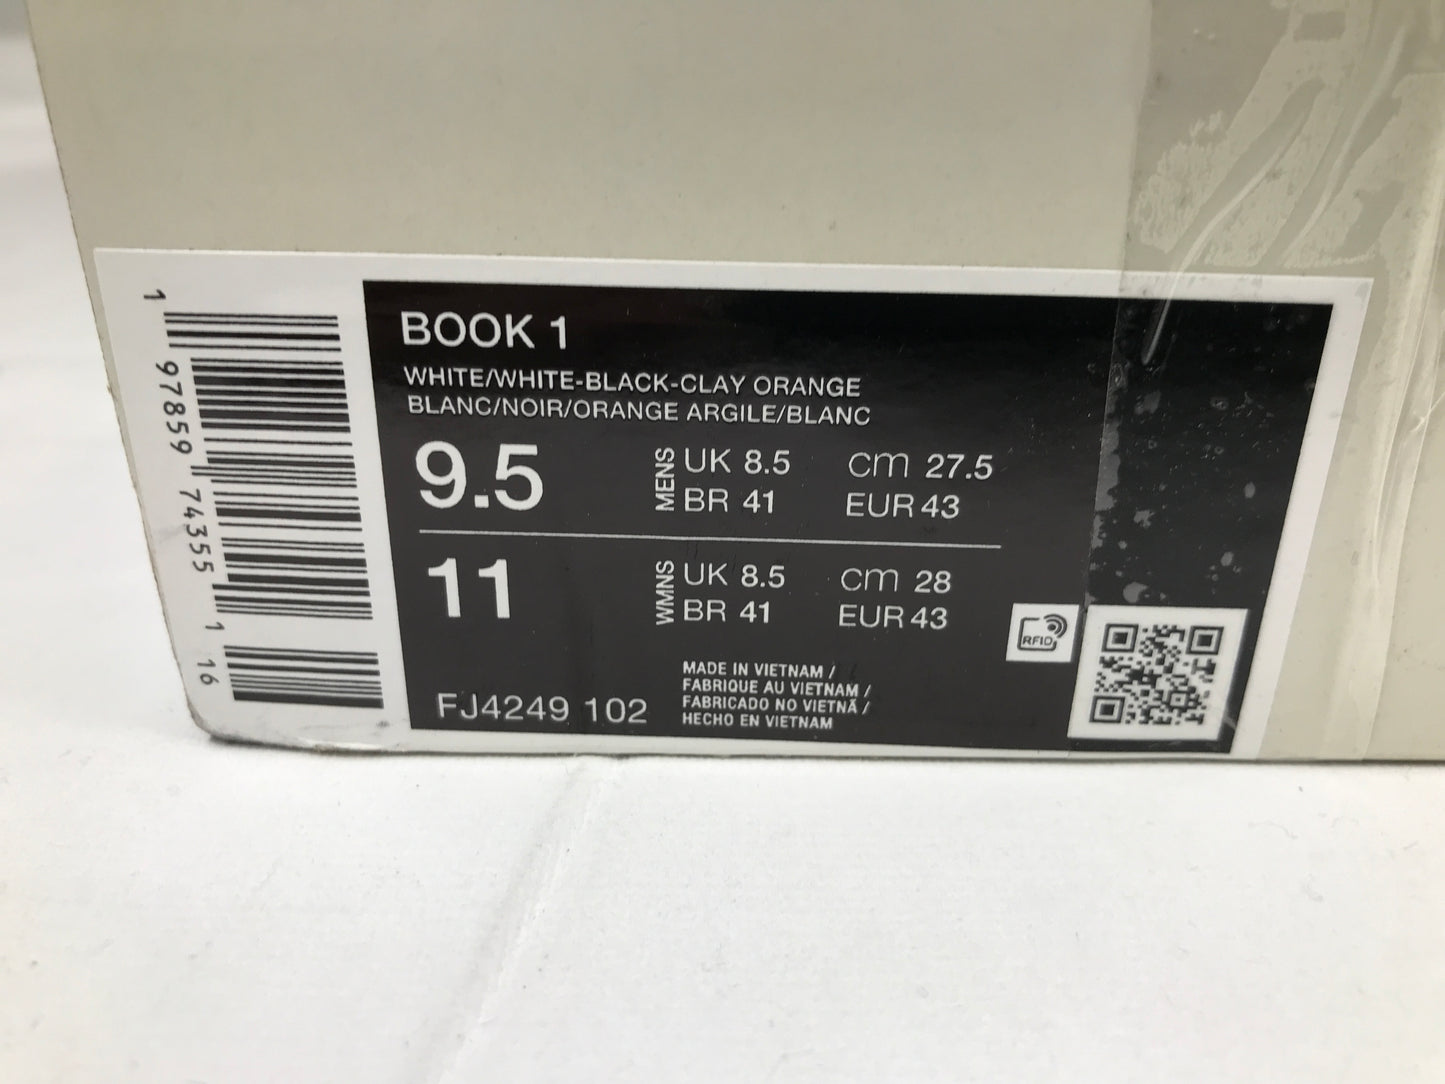 BOOK 1
WHITE/WHITE-BLACK-CLAY ORANGE
BLANC/NOIR/ORANGE ARGILE/BLANC
9.5 MENS UK 8.5 cm 27.5
BR 41 EUR 43
11 WMNS UK 8.5 cm 28
BR 41 EUR 43
RFID
MADE IN VIETNAM /
FABRIQUE AU VIETNAM /
FABRICADO NO VIETNÃ /
HECHO EN VIETNAM
FJ4249 102
1 97859 74355 1 16